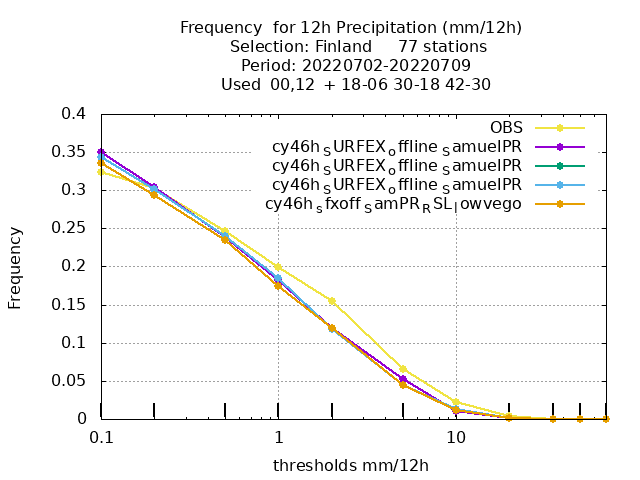 Frequency  for 12h Precipitation (mm/12h)
Selection: Finland     77 stations
Period: 20220702-20220709
Used  00,12  + 18-06 30-18 42-30
0.4
0.35
0.3
0.25
0.2
0.15
0.1
0.05
0
Frequency
OBS
cy46h_SURFEX_offline_SamuelPR
cy46h_SURFEX_offline_SamuelPR
cy46h_SURFEX_offline_SamuelPR
cy46h_sfxoff_SamPR_RSL_lowvego
0.1 1 10
thresholds mm/12h